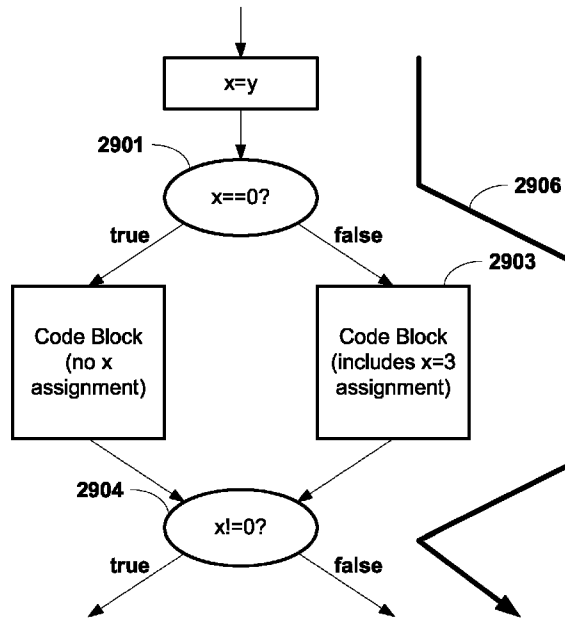 x=y
2901
x==0?
2906
true
false
2903
Code Block
(no x
assignment)
Code Block
(includes x=3
assignment)
2904
x!=0?
true
false